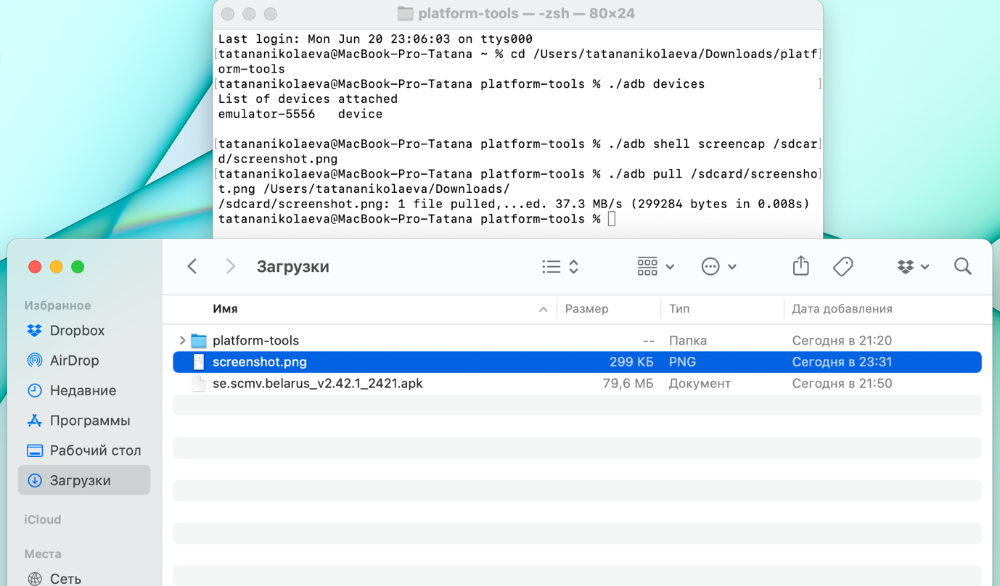 platform-tools — -zsh — 80×24
Last login: Mon Jun 20 23:06:03 on ttys000
[tatananikolaeva@MacBook-Pro-Tatana ~ % cd /Users/tatananikolaeva/Downloads/platf]
orm-tools
[tatananikolaeva@MacBook-Pro-Tatana platform-tools % ./adb devices ]
List of devices attached
emulator-5556 device
[tatananikolaeva@MacBook-Pro-Tatana platform-tools % ./adb shell screencap /sdcar]
d/screenshot.png
[tatananikolaeva@MacBook-Pro-Tatana platform-tools % ./adb pull /sdcard/screensho]
t.png /Users/tatananikolaeva/Downloads/
/sdcard/screenshot.png: 1 file pulled,...ed. 37.3 MB/s (299284 bytes in 0.008s)
tatananikolaeva@MacBook-Pro-Tatana platform-tools %
Загрузки
Избранное
Dropbox
AirDrop
Недавние
Программы
Рабочий стол
Загрузки
iCloud
Места
Сеть
Имя Размер Тип Дата добавления
platform-tools -- Папка Сегодня в 21:20
screenshot.png 299 КБ PNG Сегодня в 23:31
se.scmv.belarus_v2.42.1_2421.apk 79,6 МБ Документ Сегодня в 21:50